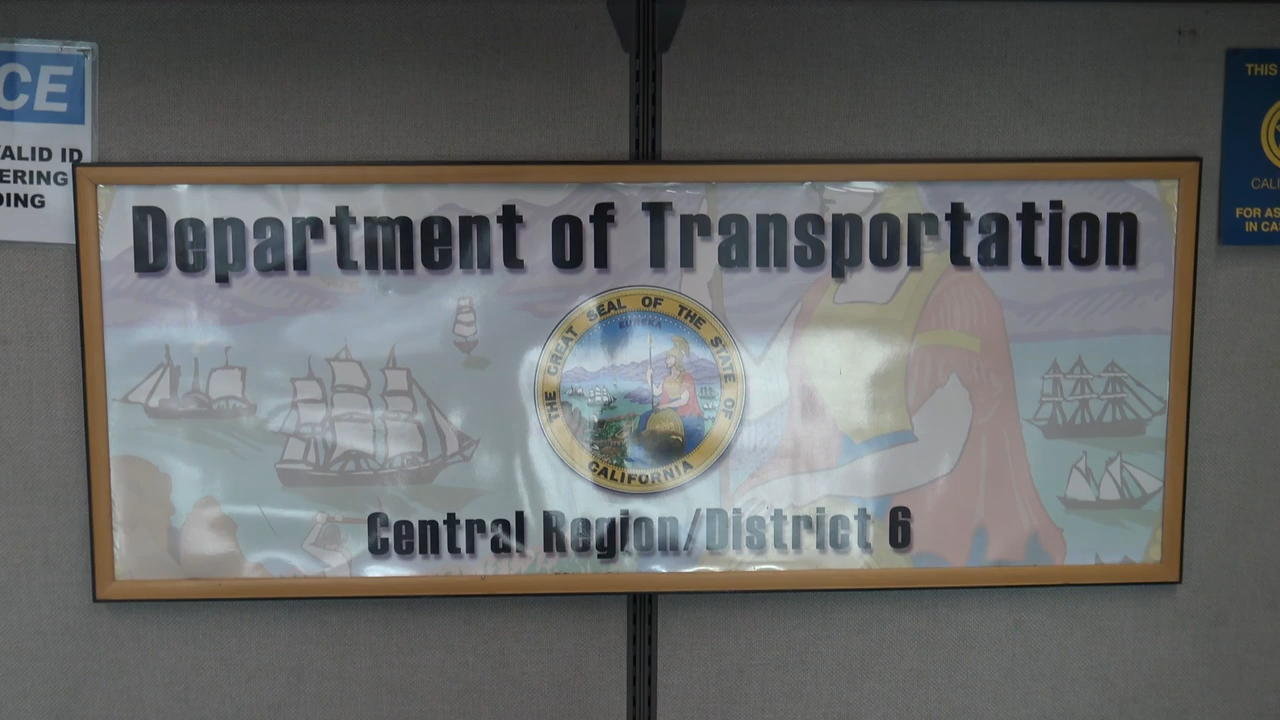 CE
VALID ID
ERING
DING
Department of Transportation
THE GREAT SEAL OF THE STATE OF CALIFORNIA
EUREKA
Central Region/District 6
THIS
CALI
FOR AS
IN CA